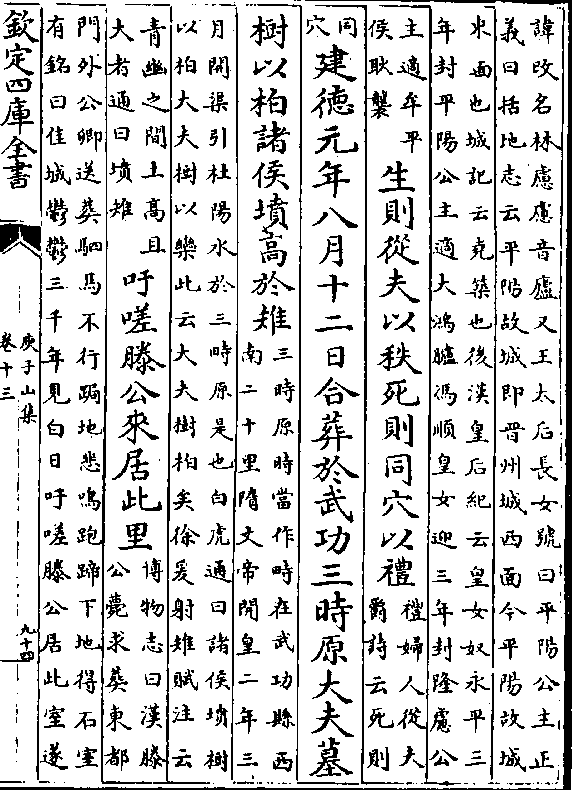 諱改名林慮慮音廬又王太后長女號曰平陽公主正
義曰括地志云平陽故城即晉州城西面今平陽故城
東面也城記云克築也後漢皇后紀云皇女奴永平三
年封平陽公主適大鴻臚馮順皇女迎三年封隆慮公
主適牟平
侯耿襲
生則從夫以秩死則同穴以禮
禮婦人從夫
爵詩云死則
同
穴
建德元年八月十二日合葬於武功三時原大夫墓
樹以柏諸侯墳高於雉
三時原時當作畤在武功縣西
南二十里隋文帝開皇二年三
月開渠引杜陽水於三時原是也白虎通曰諸侯墳樹
以柏大夫樹以欒此云大夫樹柏矣徐爰射雉賦注云
青幽之間土高且
大者通曰墳雉
吁嗟滕公來居此里
博物志曰漢滕
公薨求葬東都
門外公卿送葬駟馬不行跼地悲鳴跑蹄下地得石室
有銘曰佳城鬱鬱三千年見白日吁嗟滕公居此室遂
欽定四庫全書
庾子山集
卷十三
九十四